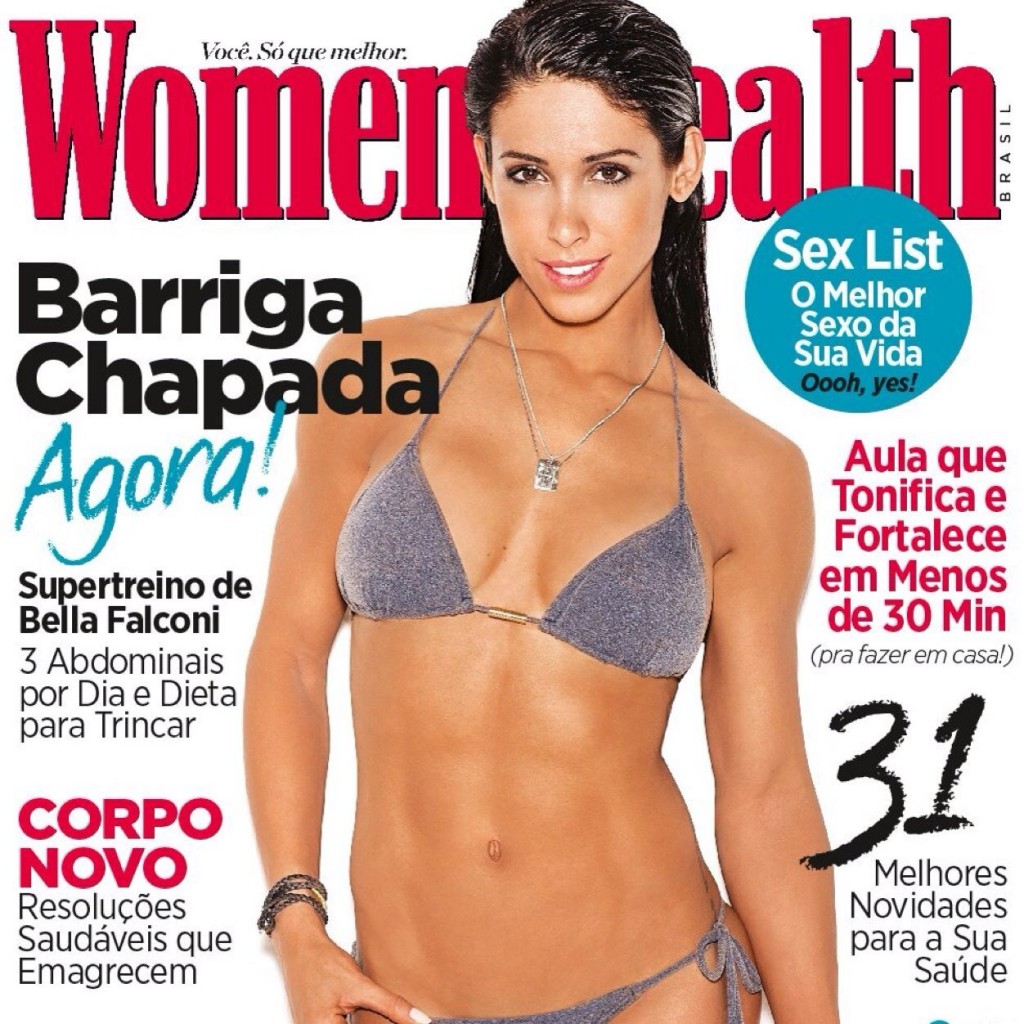 Você. Só que melhor.
Women ealth
BRASIL
Barriga
Chapada
Agora!
Supertreino de
Bella Falconi
3 Abdominais
por Dia e Dieta
para Trincar
CORPO
NOVO
Resoluções
Saudáveis que
Emagrecem
Sex List
O Melhor
Sexo da
Sua Vida
Oooh, yes!
Aula que
Tonifica e
Fortalece
em Menos
de 30 Min
(pra fazer em casa!)
31
Melhores
Novidades
para a Sua
Saúde